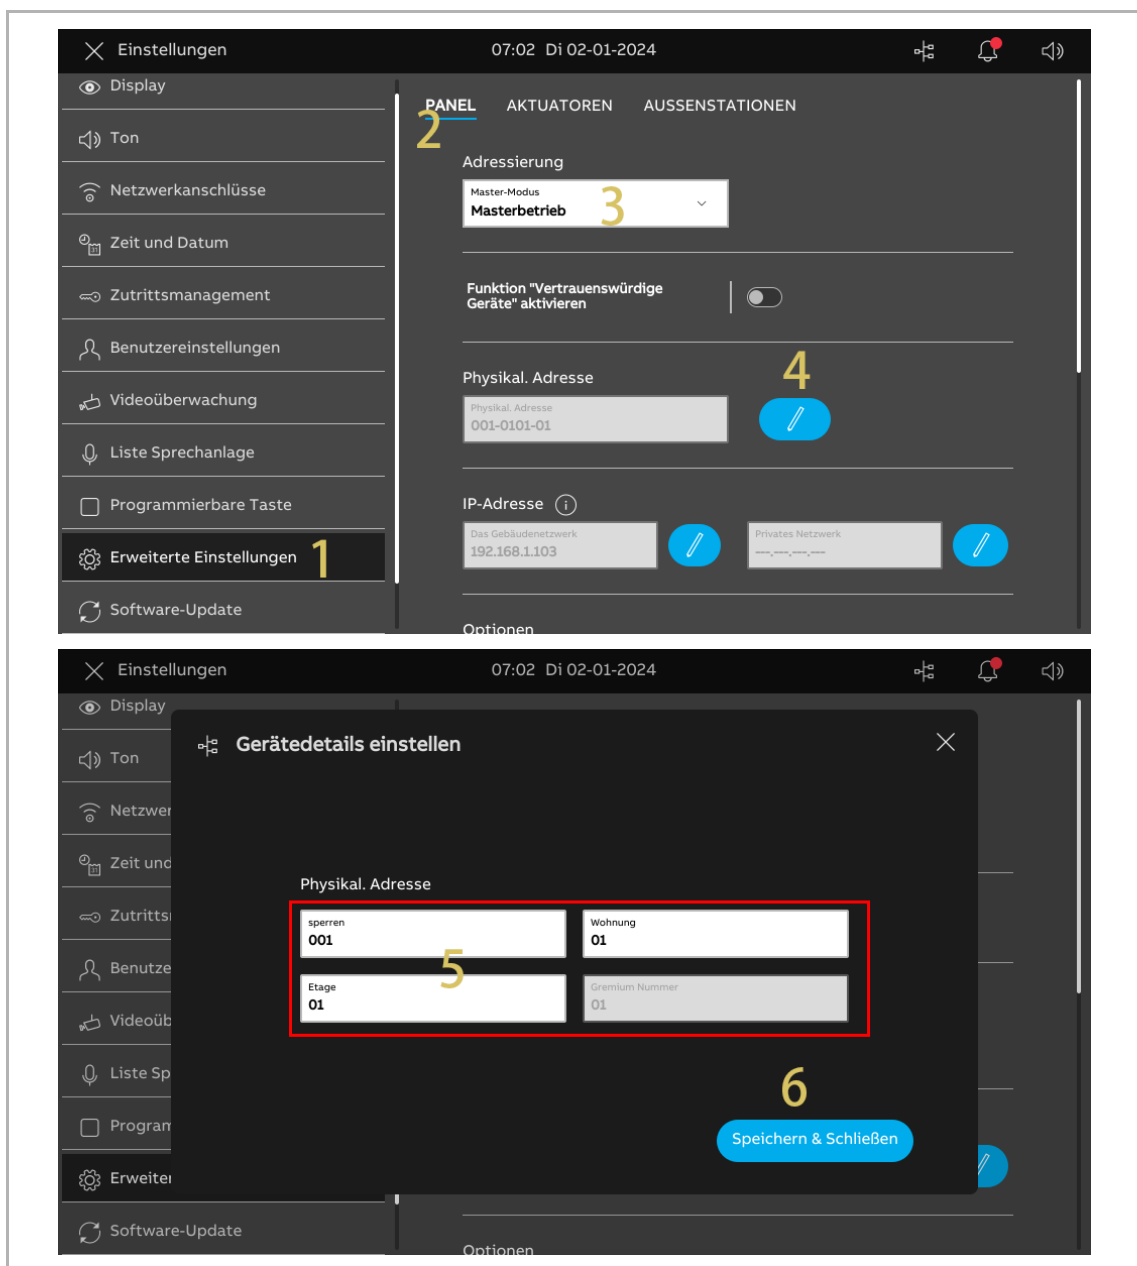 Einstellungen
07:02 Di 02-01-2024
Display
Ton
Netzwerkanschlüsse
Zeit und Datum
31
Zutrittsmanagement
Benutzereinstellungen
Videoüberwachung
Liste Sprechanlage
Programmierbare Taste
Erweiterte Einstellungen
1
Software-Update
PANEL AKTUATOREN AUSSENSTATIONEN
2
Adressierung
Master-Modus
Masterbetrieb
3
Funktion "Vertrauenswürdige
Geräte" aktivieren
4
Physikal. Adresse
Physikal. Adresse
001-0101-01
IP-Adresse i
Das Gebäudenetzwerk
192.168.1.103
Privates Netzwerk
---.---.---.---
Optionen
Einstellungen
07:02 Di 02-01-2024
Display
Ton
Netzwer
Zeit und
31
Zutrittsr
Benutze
Videoüb
Liste Sp
Program
Erweiter
Software-Update
Gerätedetails einstellen
Physikal. Adresse
sperren
001
Wohnung
01
5
Etage
01
Gremium Nummer
01
6
Speichern & Schließen
Optionen